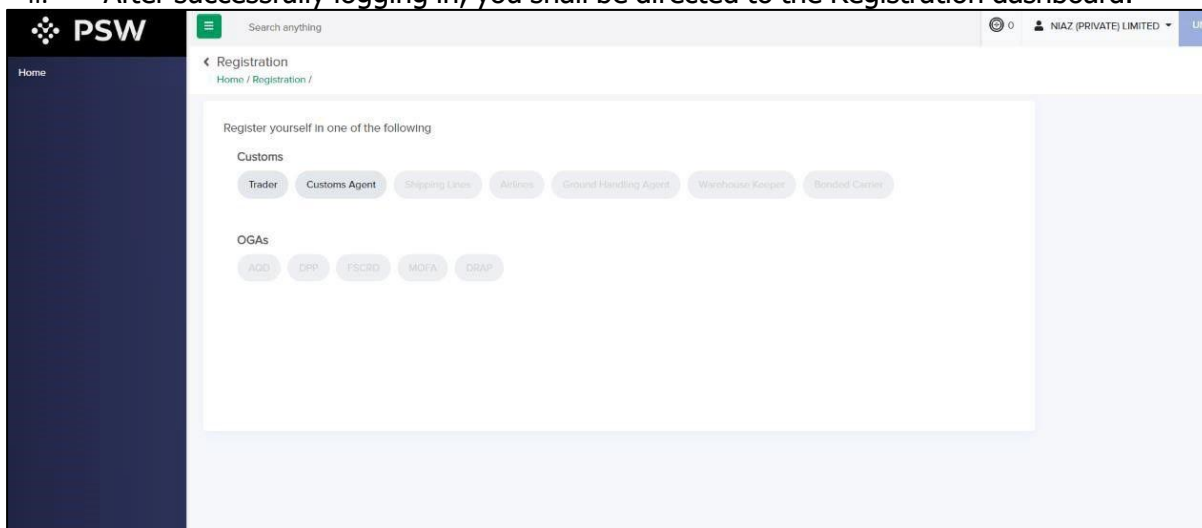 After successfully logging in, you shall be directed to the Registration dashboard.
PSW
Search anything
0
NIAZ (PRIVATE) LIMITED
Home
Registration
Home / Registration /
Register yourself in one of the following
Customs
Trader Customs Agent Shipping Lines Airlines Ground Handling Agent Warehouse Keeper Bonded Carrier
OGAs
AQD DPP FSCRD MOFA DRAP